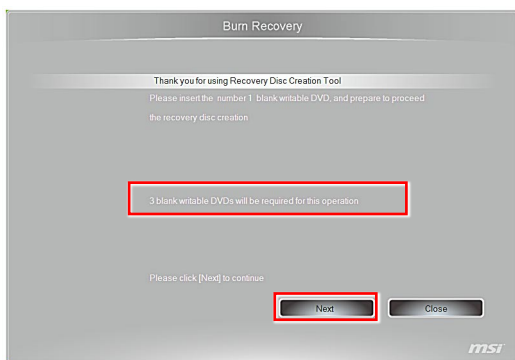 Burn Recovery
Thank you for using Recovery Disc Creation Tool
Please insert the number 1 blank writable DVD, and prepare to proceed
the recovery disc creation
3 blank writable DVDs will be required for this operation
Please click [Next] to continue
Next Close
msi